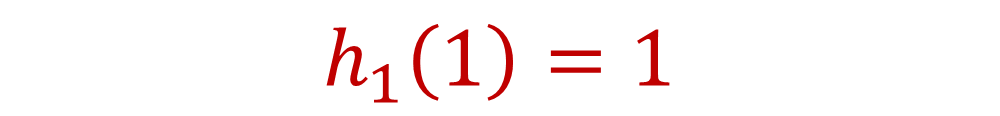 h₁(1) = 1